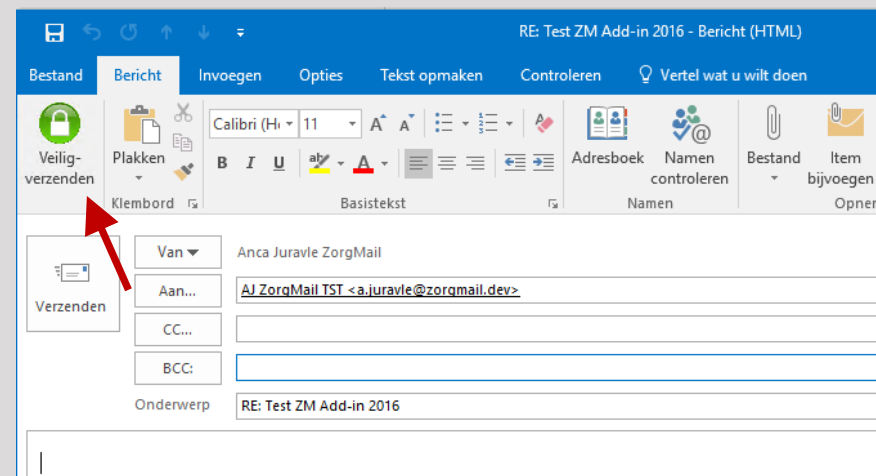 RE: Test ZM Add-in 2016 - Bericht (HTML)
Bestand Bericht Invoegen Opties Tekst opmaken Controleren Vertel wat u wilt doen
Veilig-
verzenden
Plakken
Klembord
Calibri (H 11
B I U
Basistekst
Adresboek
Namen
controleren
Namen
Bestand
Item
bijvoegen
Opner
Verzenden
Van Anca Juravle ZorgMail
Aan... AJ ZorgMail TST <a.juravle@zorgmail.dev>
CC...
BCC:
Onderwerp RE: Test ZM Add-in 2016